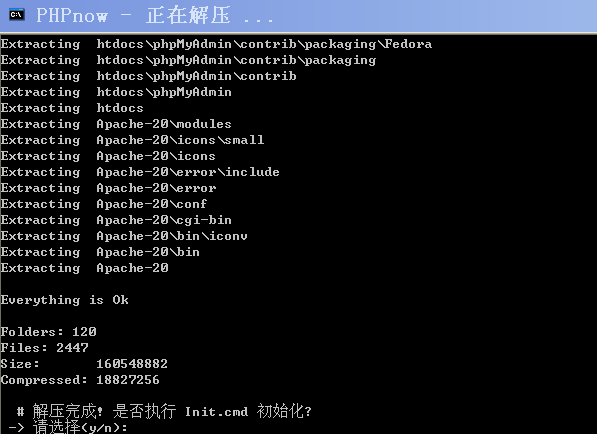 PHPnow - 正在解压 ...
Extracting  htdocs\phpMyAdmin\contrib\packaging\Fedora
Extracting  htdocs\phpMyAdmin\contrib\packaging
Extracting  htdocs\phpMyAdmin\contrib
Extracting  htdocs\phpMyAdmin
Extracting  htdocs
Extracting  Apache-20\modules
Extracting  Apache-20\icons\small
Extracting  Apache-20\icons
Extracting  Apache-20\error\include
Extracting  Apache-20\error
Extracting  Apache-20\conf
Extracting  Apache-20\cgi-bin
Extracting  Apache-20\bin\iconv
Extracting  Apache-20\bin
Extracting  Apache-20
Everything is Ok
Folders: 120
Files: 2447
Size:       160548882
Compressed: 18827256
# 解压完成! 是否执行 Init.cmd 初始化?
-> 请选择(y/n):